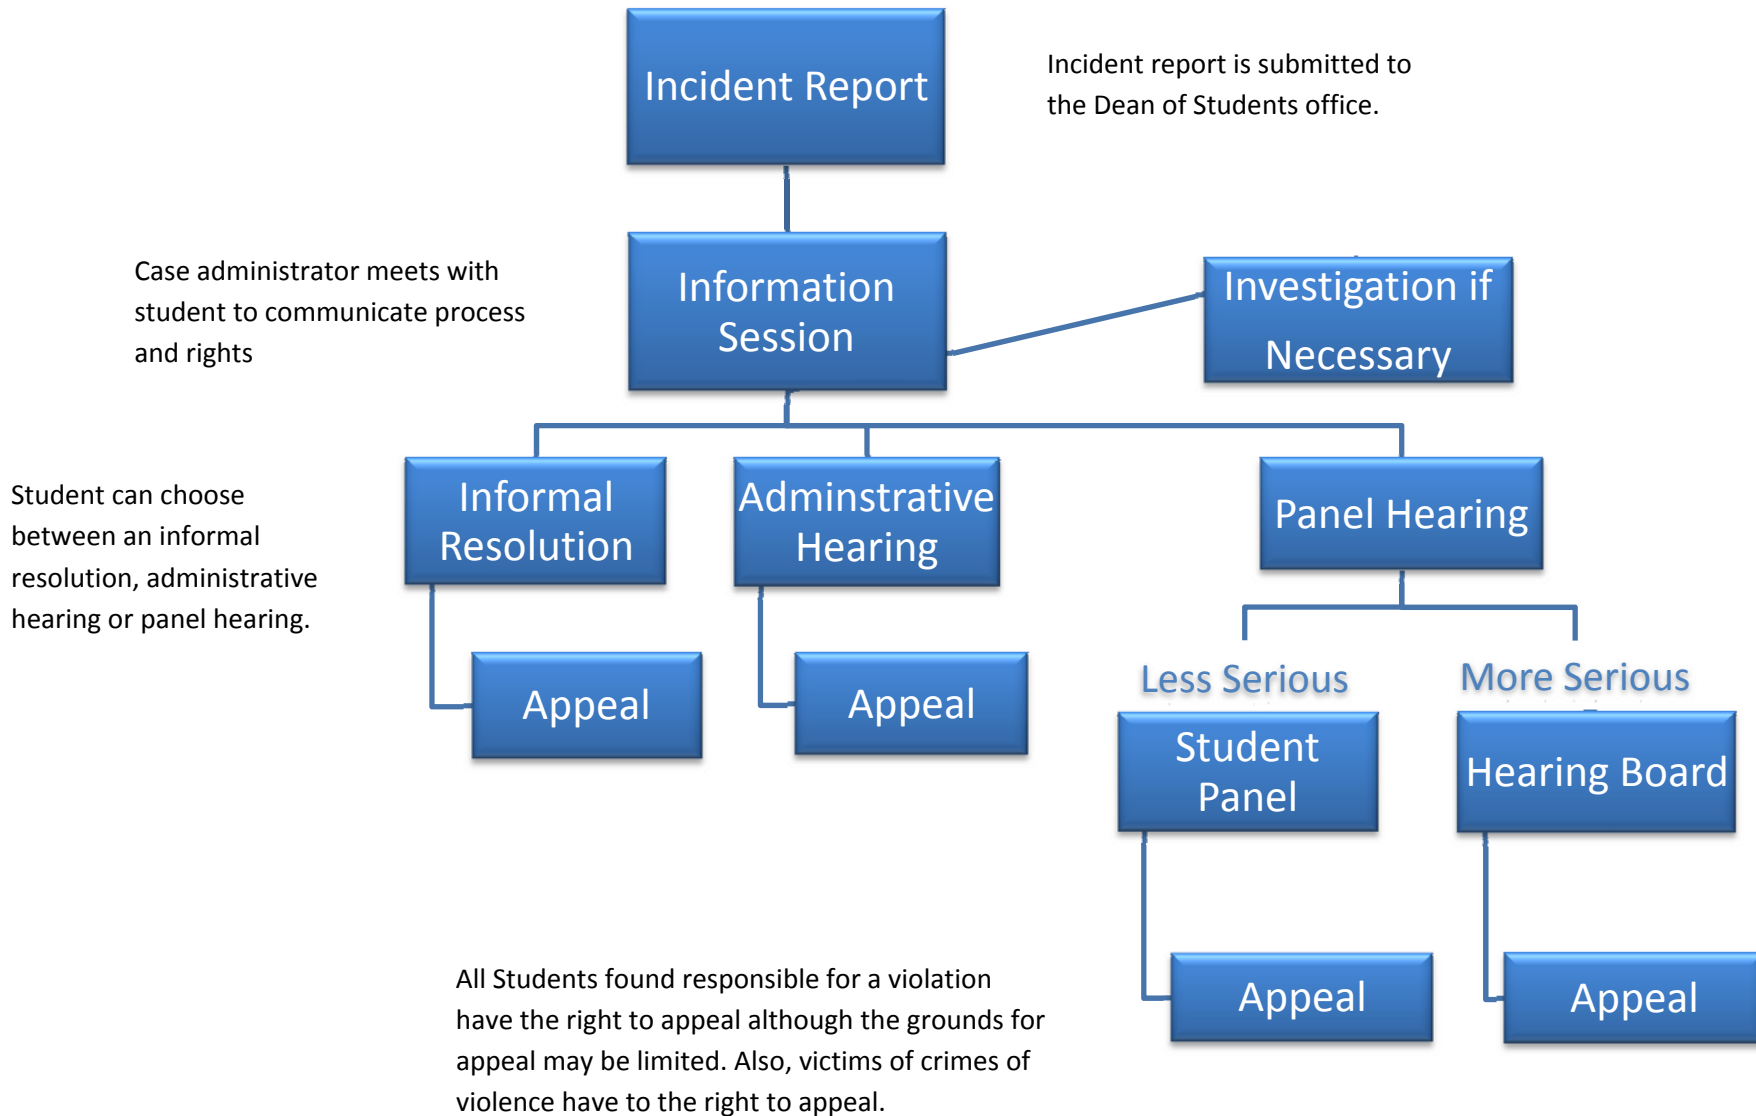 Incident Report
Incident report is submitted to
the Dean of Students office.
Case administrator meets with
student to communicate process
and rights
Information
Session
Investigation if
Necessary
Student can choose
between an informal
resolution, administrative
hearing or panel hearing.
Informal
Resolution
Adminstrative
Hearing
Panel Hearing
Appeal
Appeal
Less Serious
More Serious
Student
Panel
Hearing Board
Appeal
Appeal
All Students found responsible for a violation
have the right to appeal although the grounds for
appeal may be limited. Also, victims of crimes of
violence have to the right to appeal.